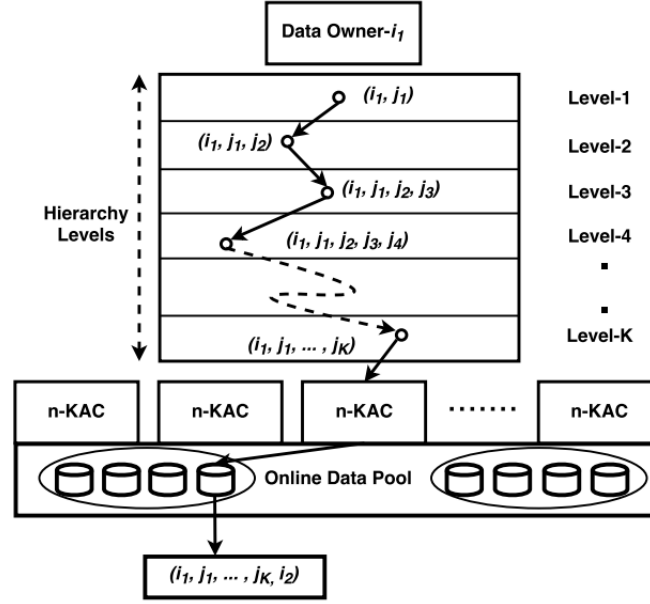 Data Owner-i₁
(i₁, j₁)
Level-1
(i₁, j₁, j₂)
Level-2
(i₁, j₁, j₂, j₃)
Level-3
Hierarchy
Levels
(i₁, j₁, j₂, j₃, j₄)
Level-4
(i₁, j₁, ... , jK)
Level-K
n-KAC
n-KAC
n-KAC
n-KAC
Online Data Pool
(i₁, j₁, ... , jK, i₂)